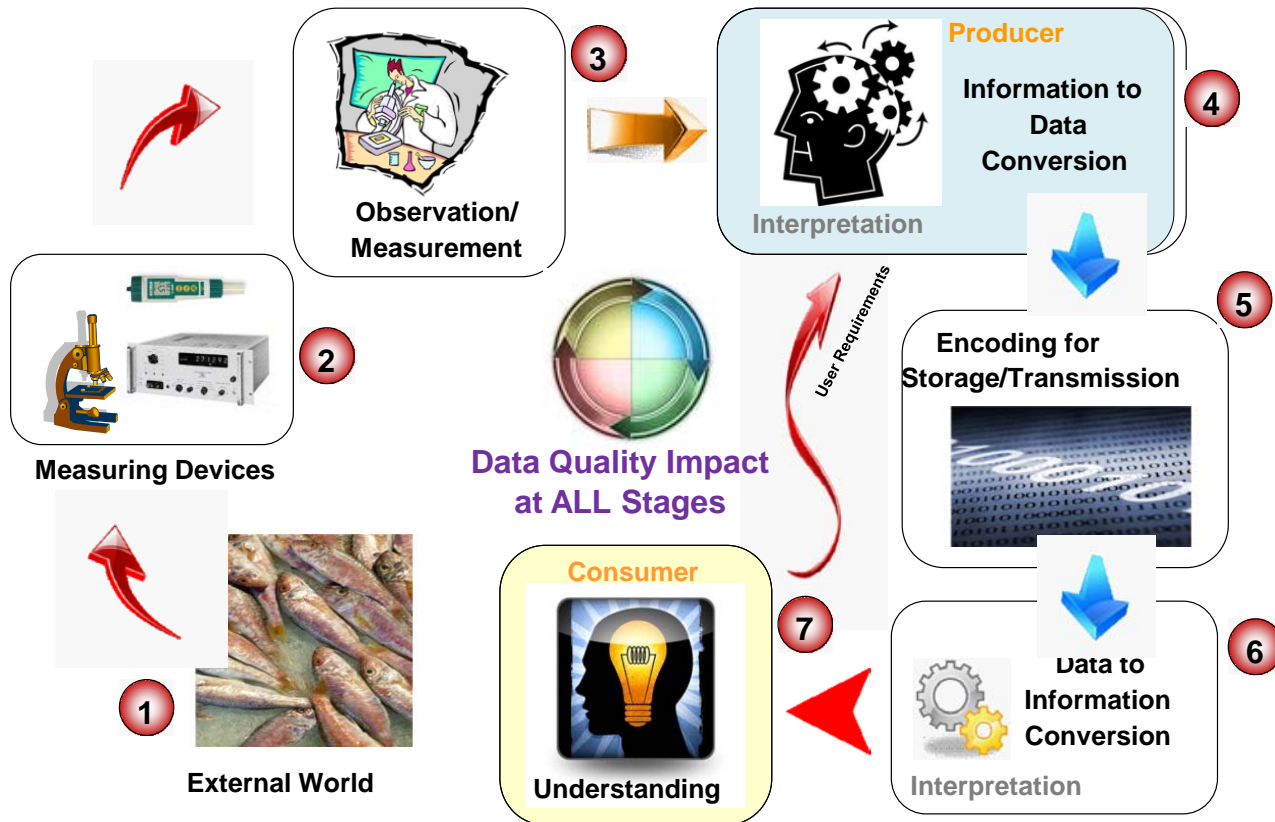 3
Observation/
Measurement
Producer
Information to
Data
Conversion
Interpretation
4
2
Measuring Devices
User Requirements
5
Encoding for
Storage/Transmission
Data Quality Impact
at ALL Stages
1
External World
Consumer
Understanding
7
6
Data to
Information
Conversion
Interpretation